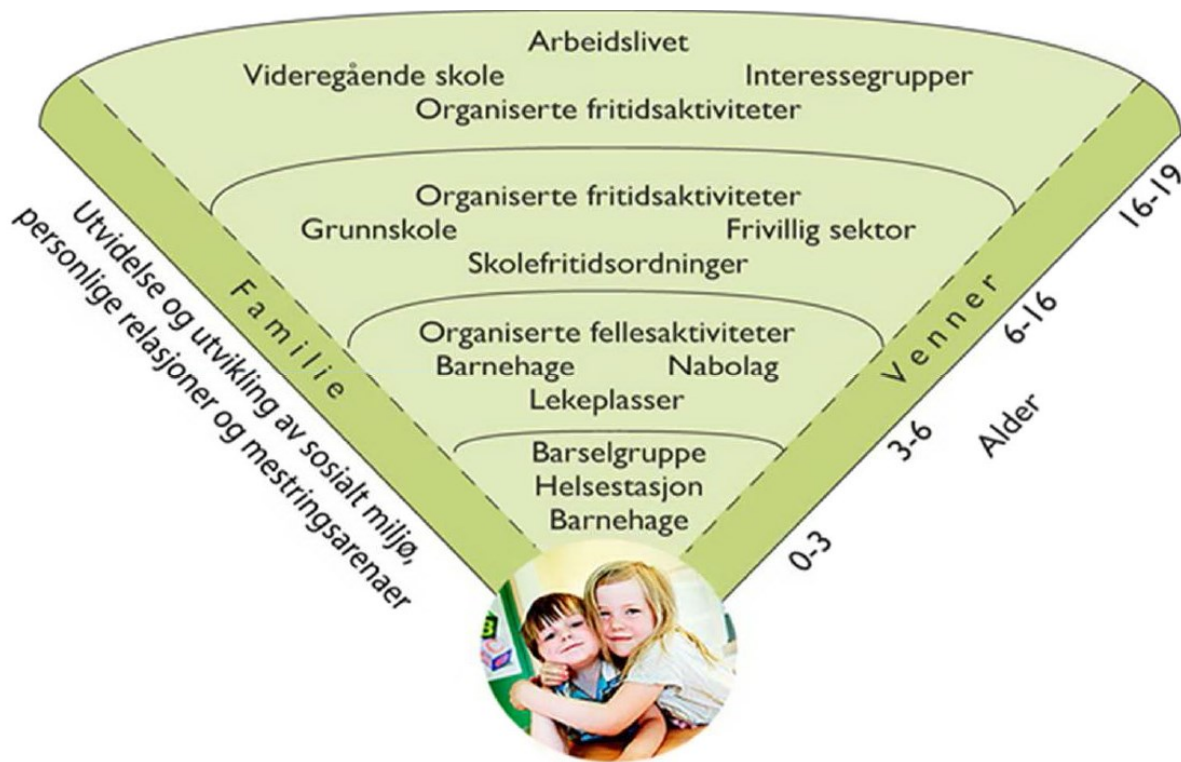 Arbeidslivet
Videregående skole
Interessegrupper
Organiserte fritidsaktiviteter
Organiserte fritidsaktiviteter
Grunnskole
Frivillig sektor
Skolefritidsordninger
Organiserte fellesaktiviteter
Barnehage
Nabolag
Lekeplasser
Barselgruppe
Helsestasjon
Barnehage
Familie
Utvidelse og utvikling av sosialt miljø,
personlige relasjoner og mestringsarenaer
Venner
16-19
6-16
3-6
0-3
Alder